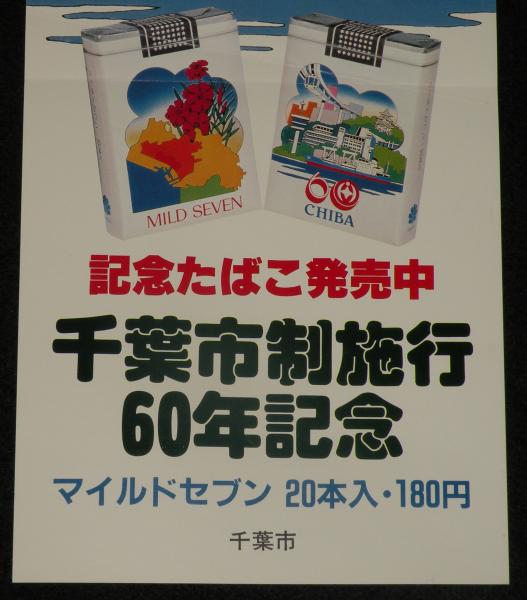 MILD SEVEN
60
CHIBA
記念たばこ発売中
千葉市制施行
60年記念
マイルドセブン 20本入・180円
千葉市